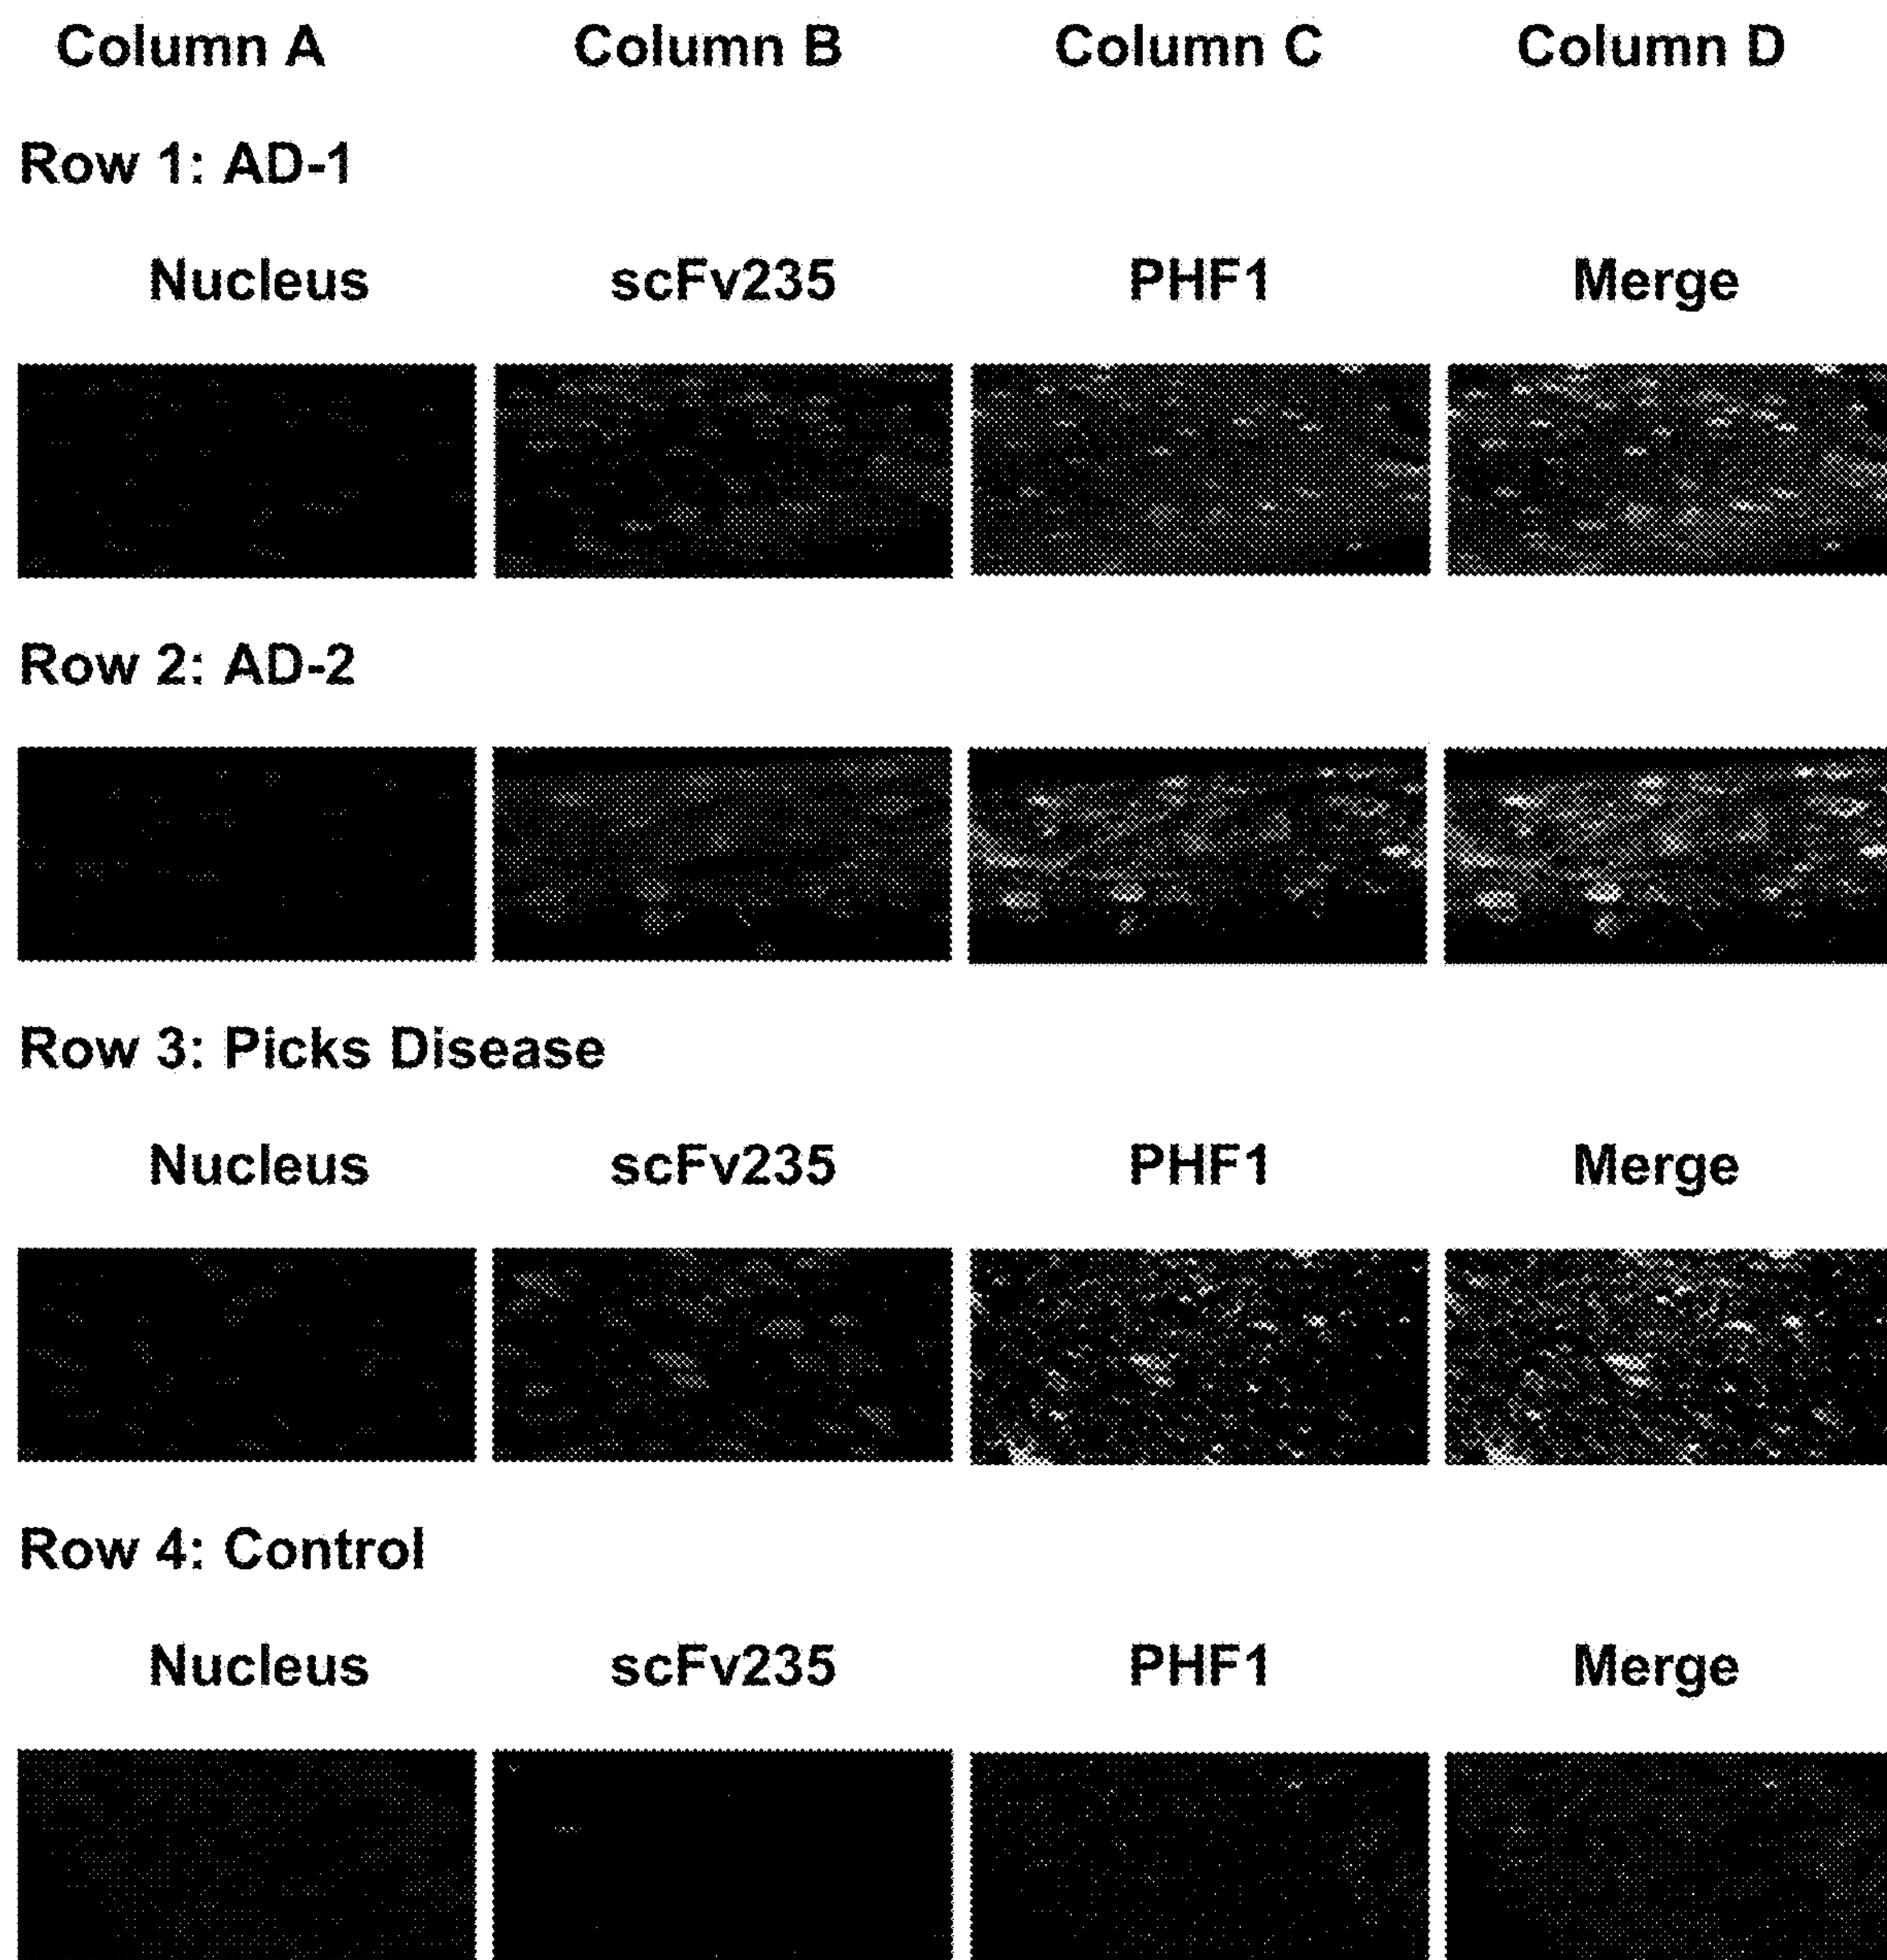 Column A Column B Column C Column D
Row 1: AD-1
Nucleus scFv235 PHF1 Merge
Row 2: AD-2
Row 3: Picks Disease
Nucleus scFv235 PHF1 Merge
Row 4: Control
Nucleus scFv235 PHF1 Merge